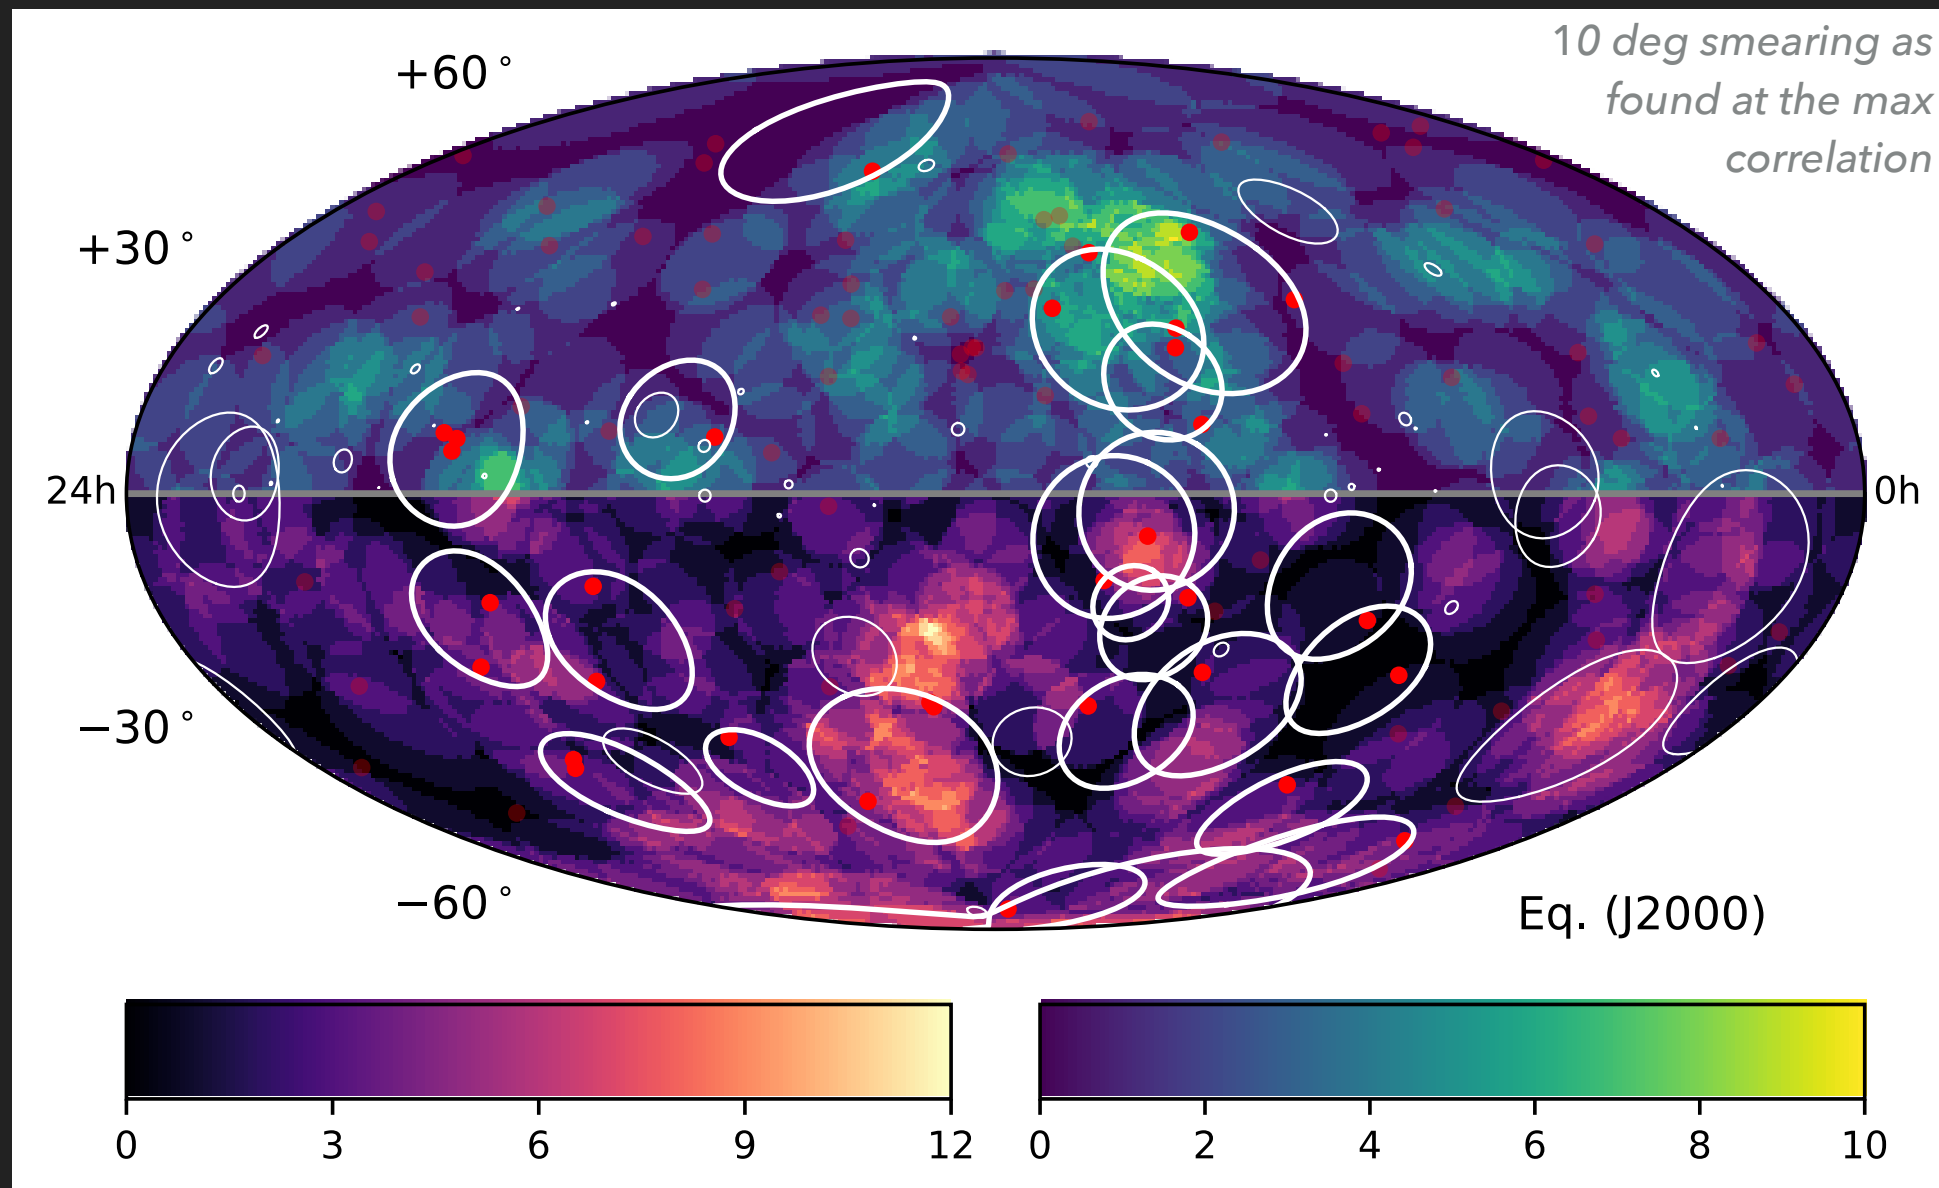 10 deg smearing as
found at the max
correlation
+60°
+30°
24h
0h
−30°
−60°
Eq. (J2000)
0 3 6 9 12
0 2 4 6 8 10